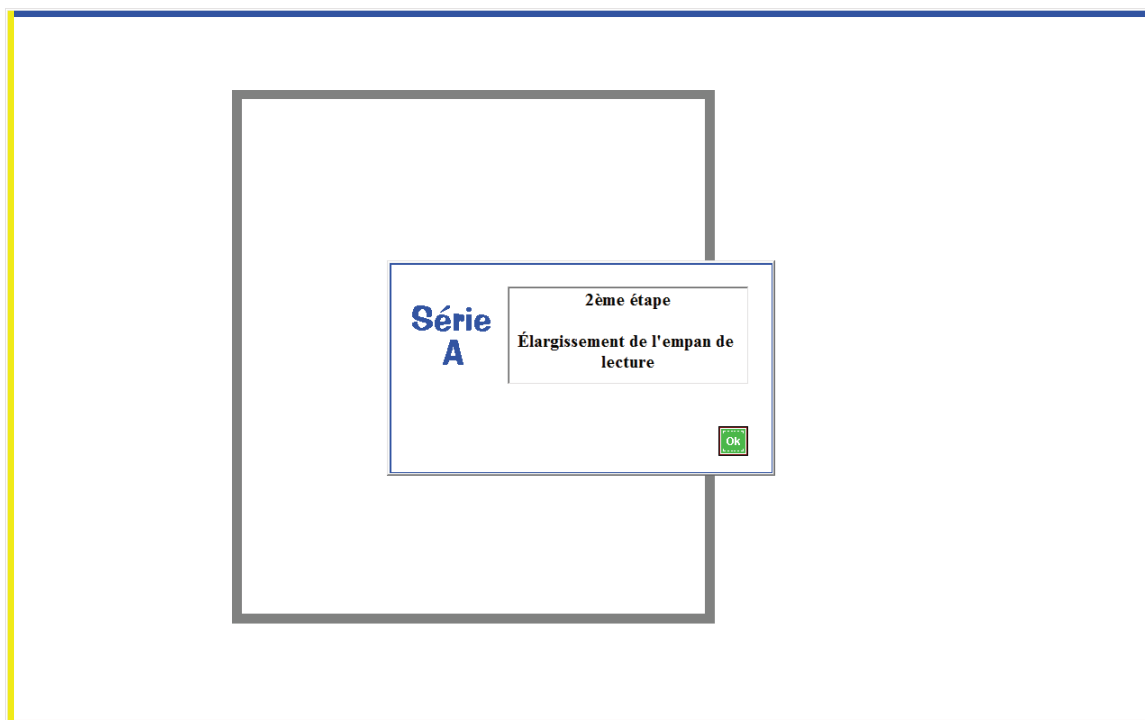 Série
A
2ème étape
Élargissement de l'empan de
lecture
Ok